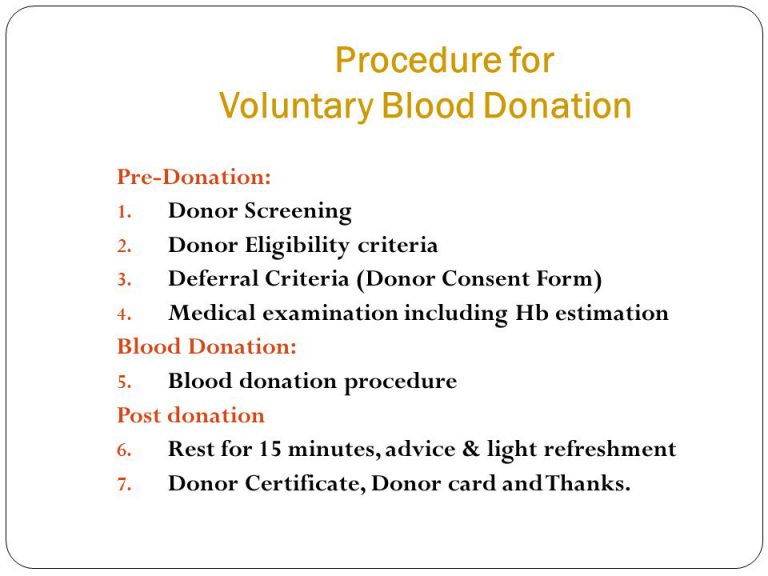 Procedure for
Voluntary Blood Donation
Pre-Donation:
1. Donor Screening
2. Donor Eligibility criteria
3. Deferral Criteria (Donor Consent Form)
4. Medical examination including Hb estimation
Blood Donation:
5. Blood donation procedure
Post donation
6. Rest for 15 minutes, advice & light refreshment
7. Donor Certificate, Donor card and Thanks.